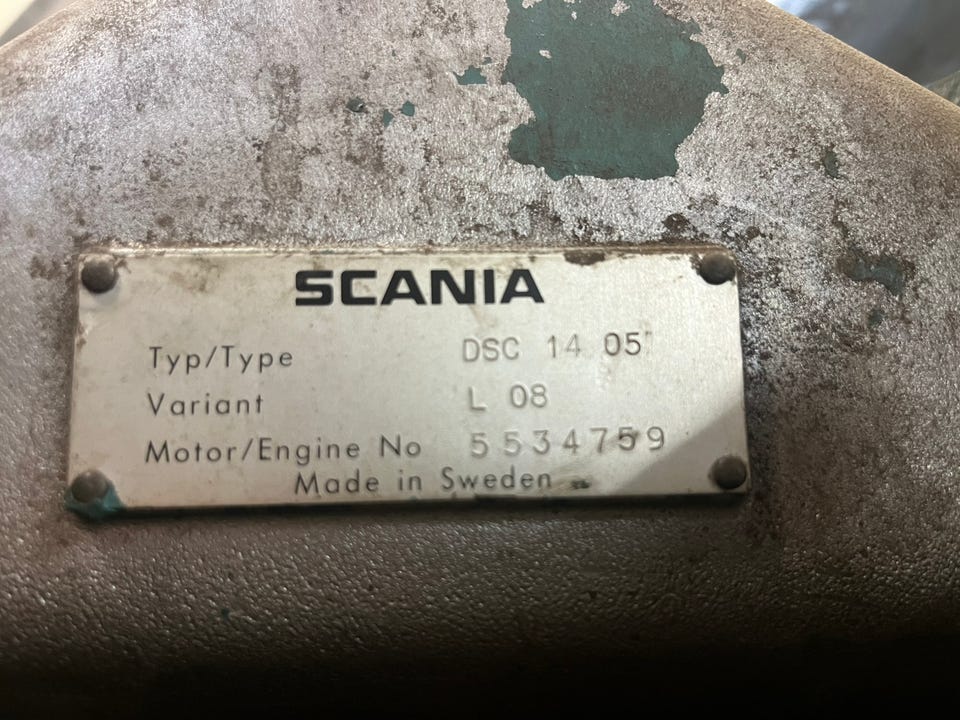 SCANIA
Typ/Type DSC 14 05
Variant L 08
Motor/Engine No 5534759
Made in Sweden